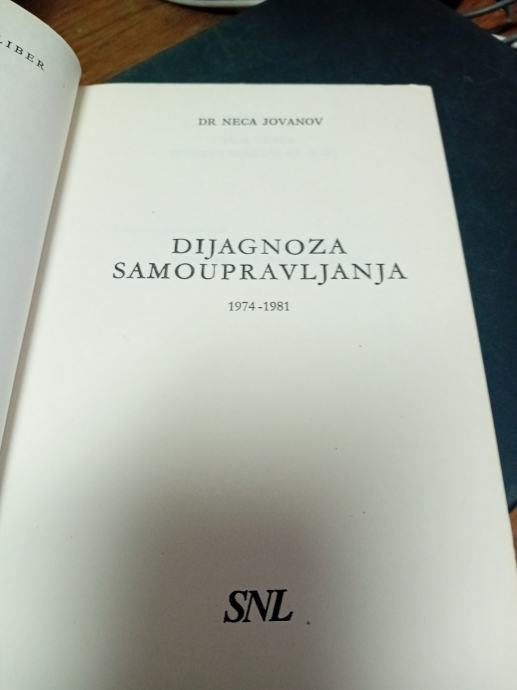 LIBER
DR NECA JOVANOV
DIJAGNOZA
SAMOUPRAVLJANJA
1974-1981
SNL